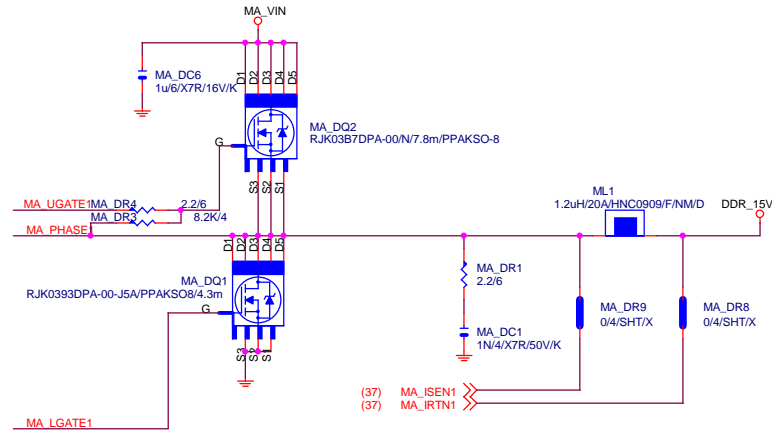 MA_VIN
MA_DC6
1u/6/X7R/16V/K
D1
D2
D3
D4
D5
MA_DQ2
RJK03B7DPA-00/N/7.8m/PPAKSO-8
G
S3
S2
S1
MA_UGATE1
MA_DR4
2.2/6
MA_DR3
8.2K/4
MA_PHASE1
ML1
1.2uH/20A/HNC0909/F/NM/D
DDR_15V
D1
D2
D3
D4
D5
MA_DQ1
RJK0393DPA-00-J5A/PPAKSO8/4.3m
G
S3
S2
S1
MA_DR1
2.2/6
MA_DC1
1N/4/X7R/50V/K
MA_DR9
0/4/SHT/X
MA_DR8
0/4/SHT/X
(37) MA_ISEN1
(37) MA_IRTN1
MA_LGATE1